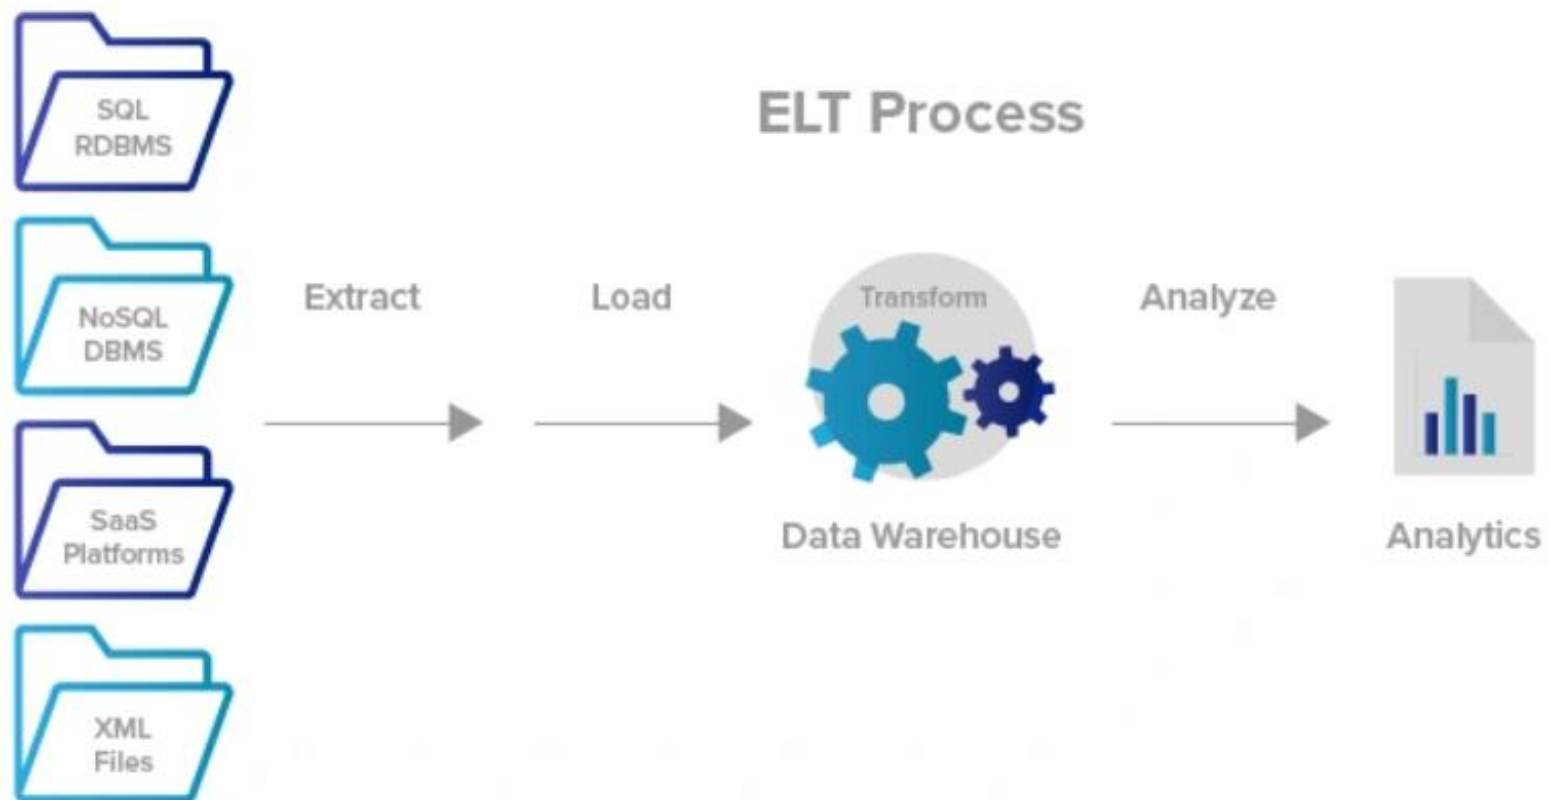 ELT Process
SQL
RDBMS
NoSQL
DBMS
SaaS
Platforms
XML
Files
Extract
Load
Transform
Data Warehouse
Analyze
Analytics